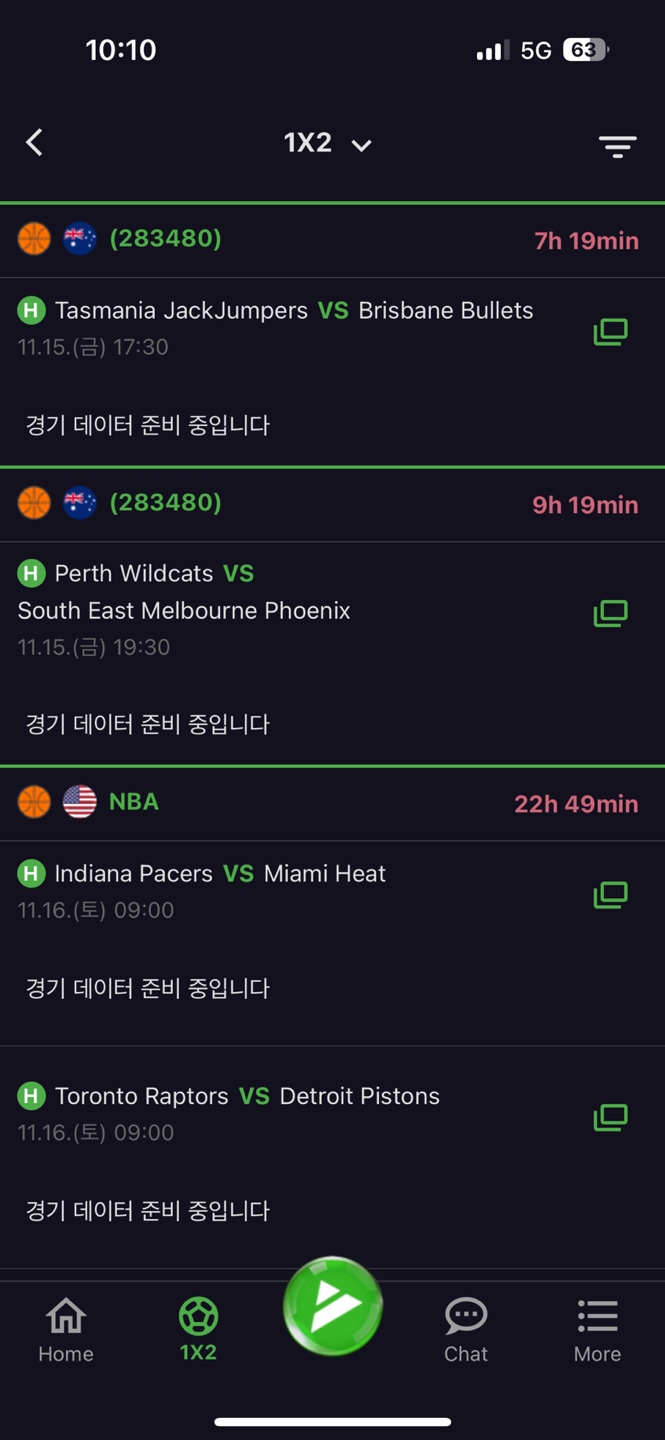 10:10 5G 63
1X2
(283480) 7h 19min
H Tasmania JackJumpers VS Brisbane Bullets
11.15.(금) 17:30
경기 데이터 준비 중입니다
(283480) 9h 19min
H Perth Wildcats VS
South East Melbourne Phoenix
11.15.(금) 19:30
경기 데이터 준비 중입니다
NBA 22h 49min
H Indiana Pacers VS Miami Heat
11.16.(토) 09:00
경기 데이터 준비 중입니다
H Toronto Raptors VS Detroit Pistons
11.16.(토) 09:00
경기 데이터 준비 중입니다
Home 1X2 Chat More